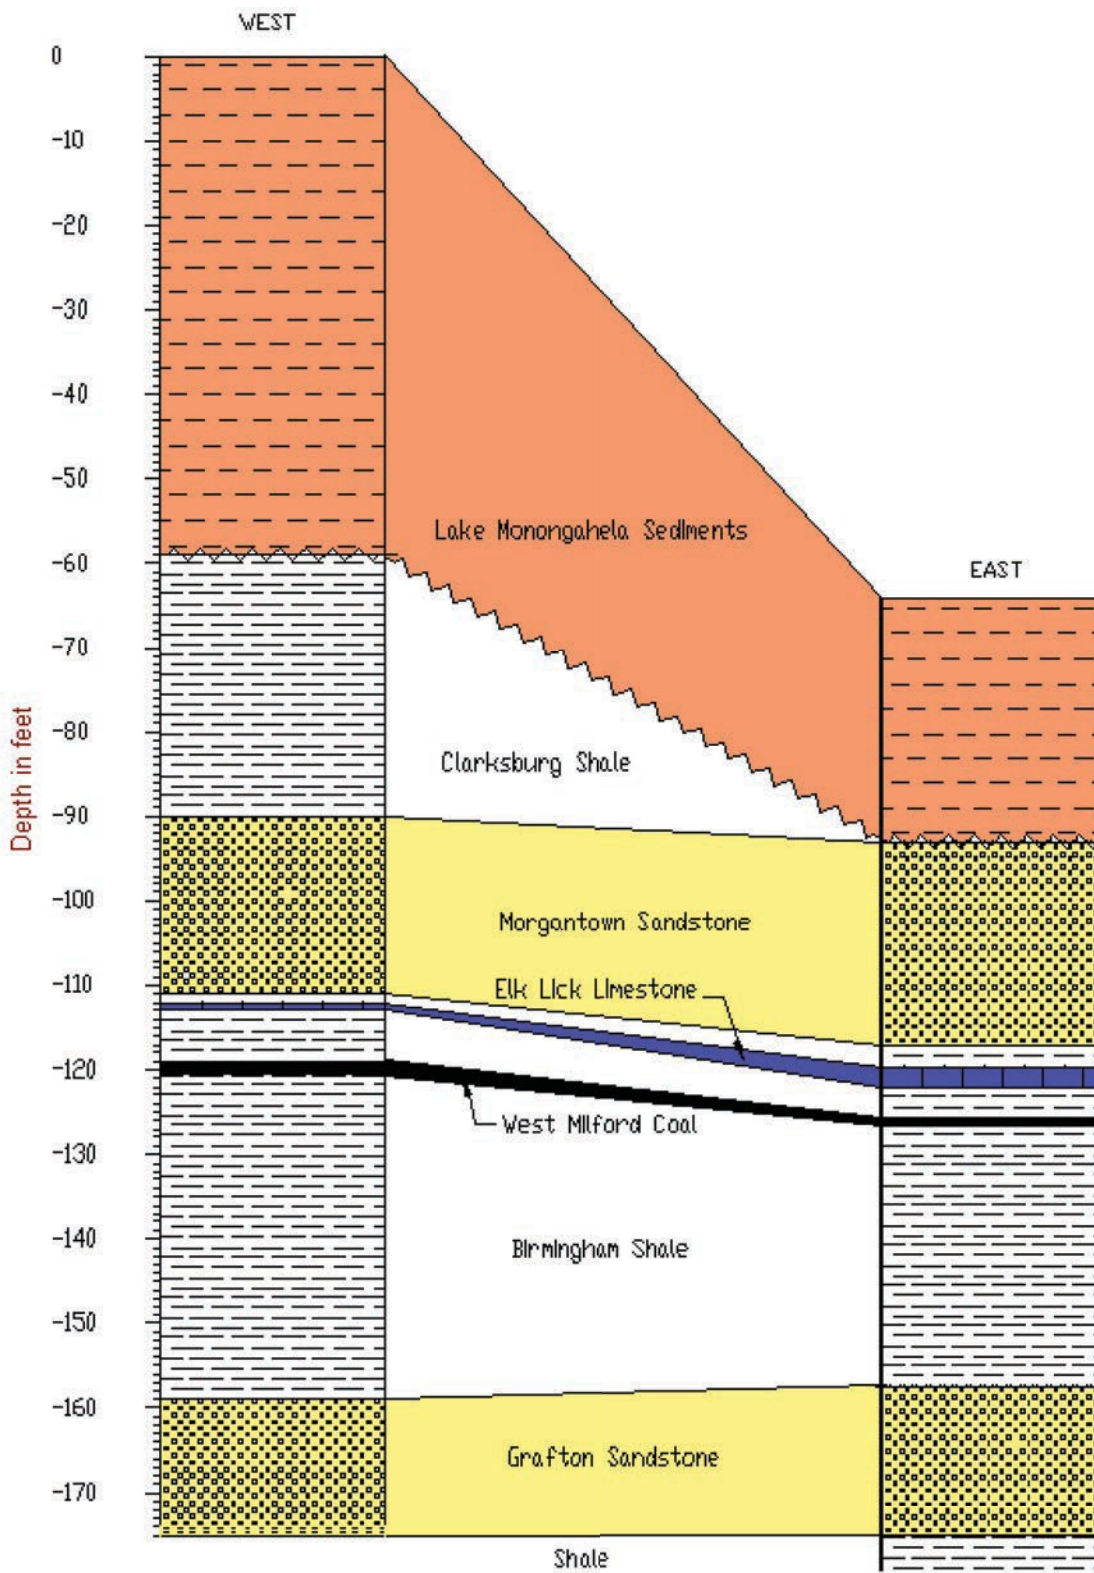 WEST
0
-10
-20
-30
-40
-50
Lake Monongahela Sediments
-60
EAST
-70
Depth in feet
-80
Clarksburg Shale
-90
-100
Morgantown Sandstone
-110
Elk Lick Limestone
-120
West Milford Coal
-130
-140
Birmingham Shale
-150
-160
Grafton Sandstone
-170
Shale